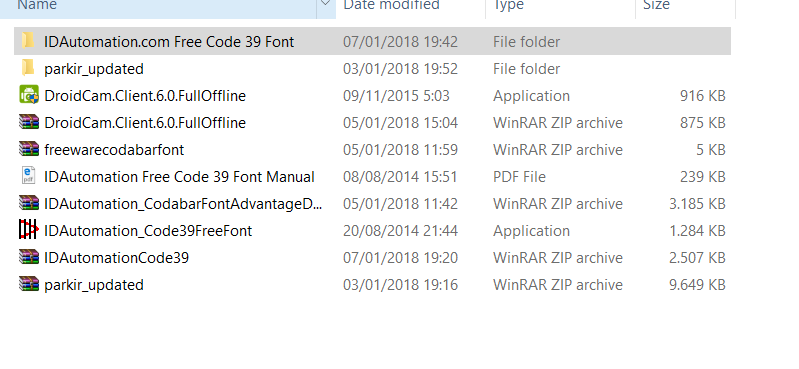 Name Date modified Type Size
IDAutomation.com Free Code 39 Font 07/01/2018 19:42 File folder
parkir_updated 03/01/2018 19:52 File folder
DroidCam.Client.6.0.FullOffline 09/11/2015 5:03 Application 916 KB
DroidCam.Client.6.0.FullOffline 05/01/2018 15:04 WinRAR ZIP archive 875 KB
freewarecodabarfont 05/01/2018 11:59 WinRAR ZIP archive 5 KB
IDAutomation Free Code 39 Font Manual 08/08/2014 15:51 PDF File 239 KB
IDAutomation_CodabarFontAdvantageD... 05/01/2018 11:42 WinRAR ZIP archive 3.185 KB
IDAutomation_Code39FreeFont 20/08/2014 21:44 Application 1.284 KB
IDAutomationCode39 07/01/2018 19:20 WinRAR ZIP archive 2.507 KB
parkir_updated 03/01/2018 19:16 WinRAR ZIP archive 9.649 KB